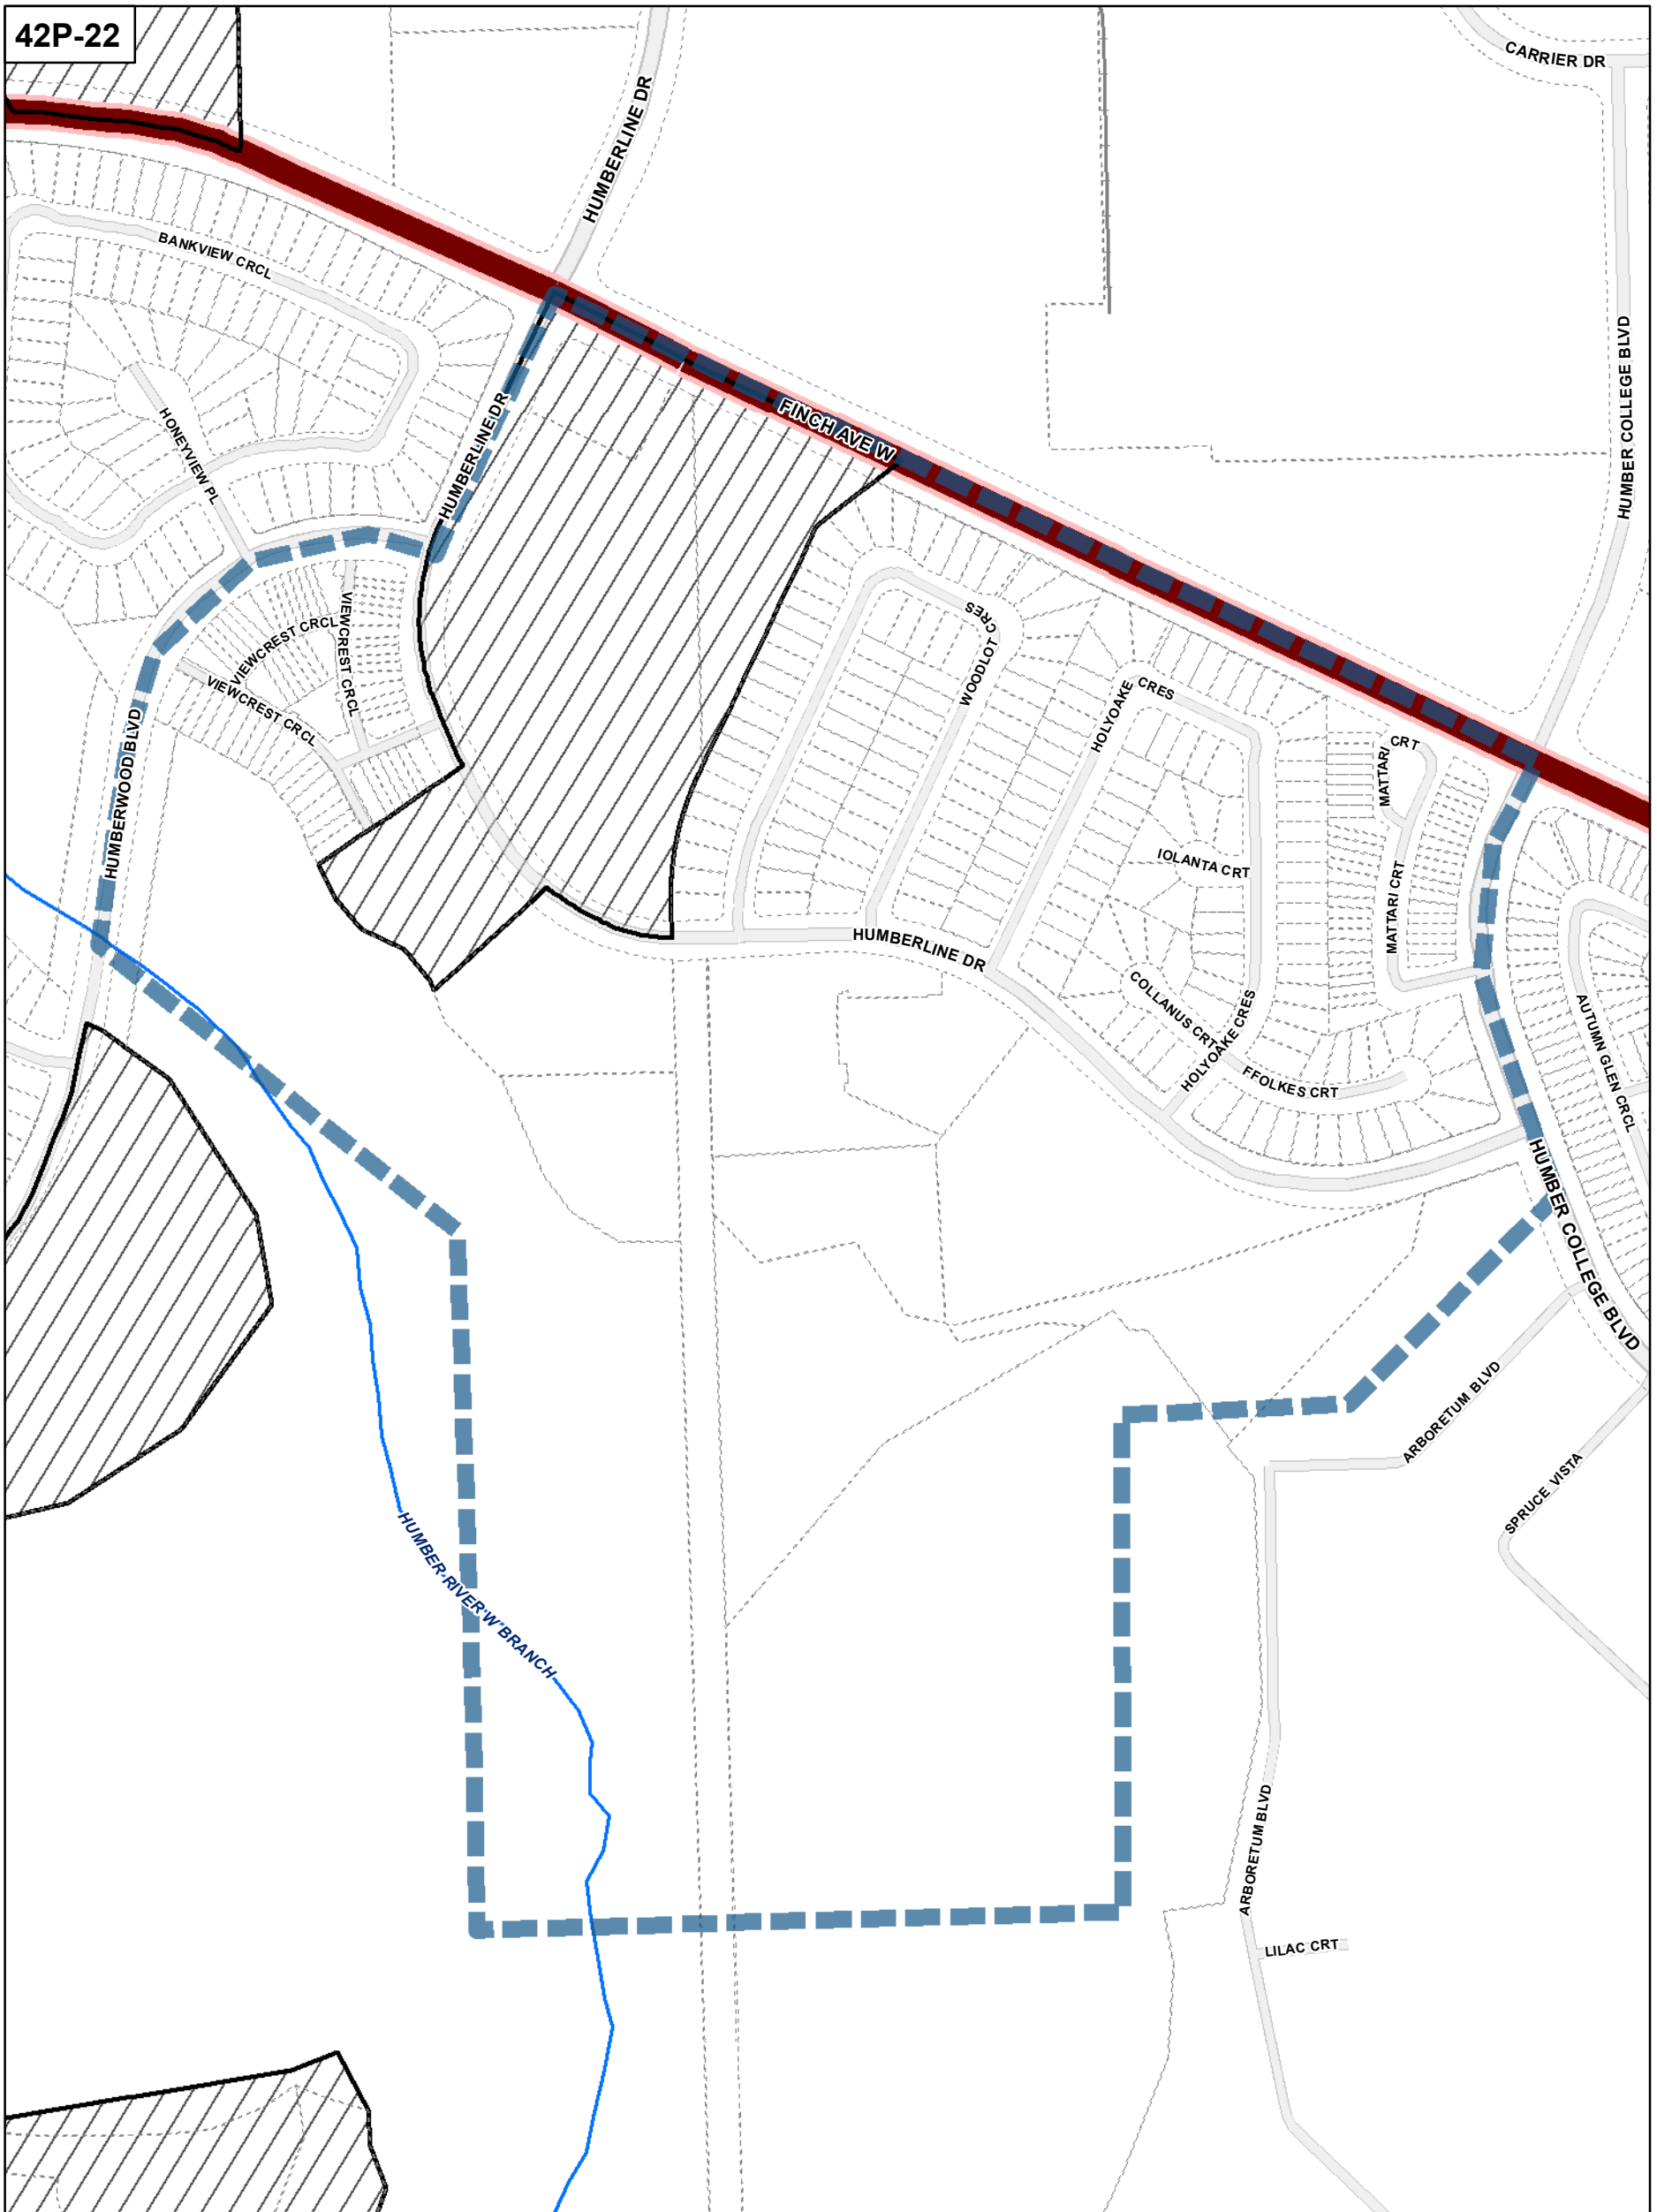 42P-22
CARRIER DR
HUMBERLINE DR
BANKVIEW CRCL
HUMBER COLLEGE BLVD
HONEYVIEW PL
HUMBERLINE DR
FINCH AVE W
VIEWCREST CRCL
VIEWCREST CRCL
VIEWCREST CRCL
WOODLOT CRES
HOLYOAKE CRES
HUMBERWOOD BLVD
MATTARI CRT
IOLANTA CRT
MATTARI CRT
HUMBERLINE DR
COLLANUS CRT
HOLYOAKE CRES
FFOLKES CRT
AUTUMN GLEN CRCL
HUMBER COLLEGE BLVD
ARBORETUM BLVD
SPRUCE VISTA
HUMBER RIVER W BRANCH
ARBORETUM BLVD
LILAC CRT